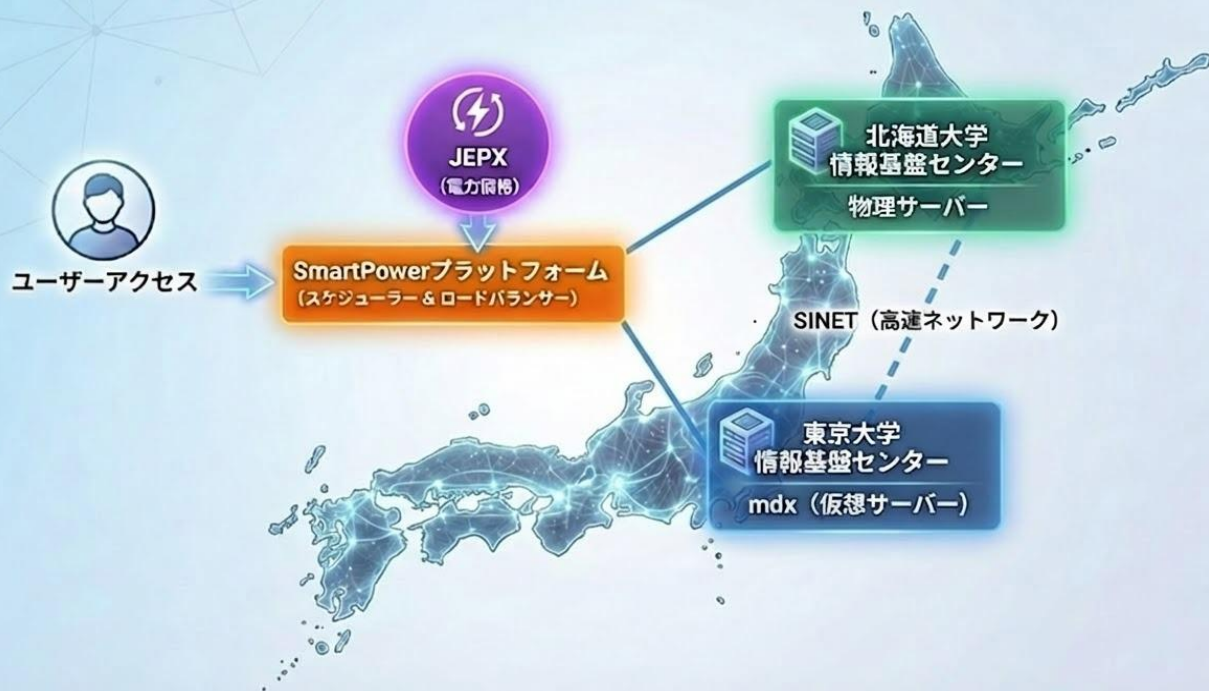 JEPX
(電力価格)
ユーザーアクセス
SmartPowerプラットフォーム
(スケジューラー & ロードバランサー)
北海道大学
情報基盤センター
物理サーバー
SINET(高速ネットワーク)
東京大学
情報基盤センター
mdx(仮想サーバー)